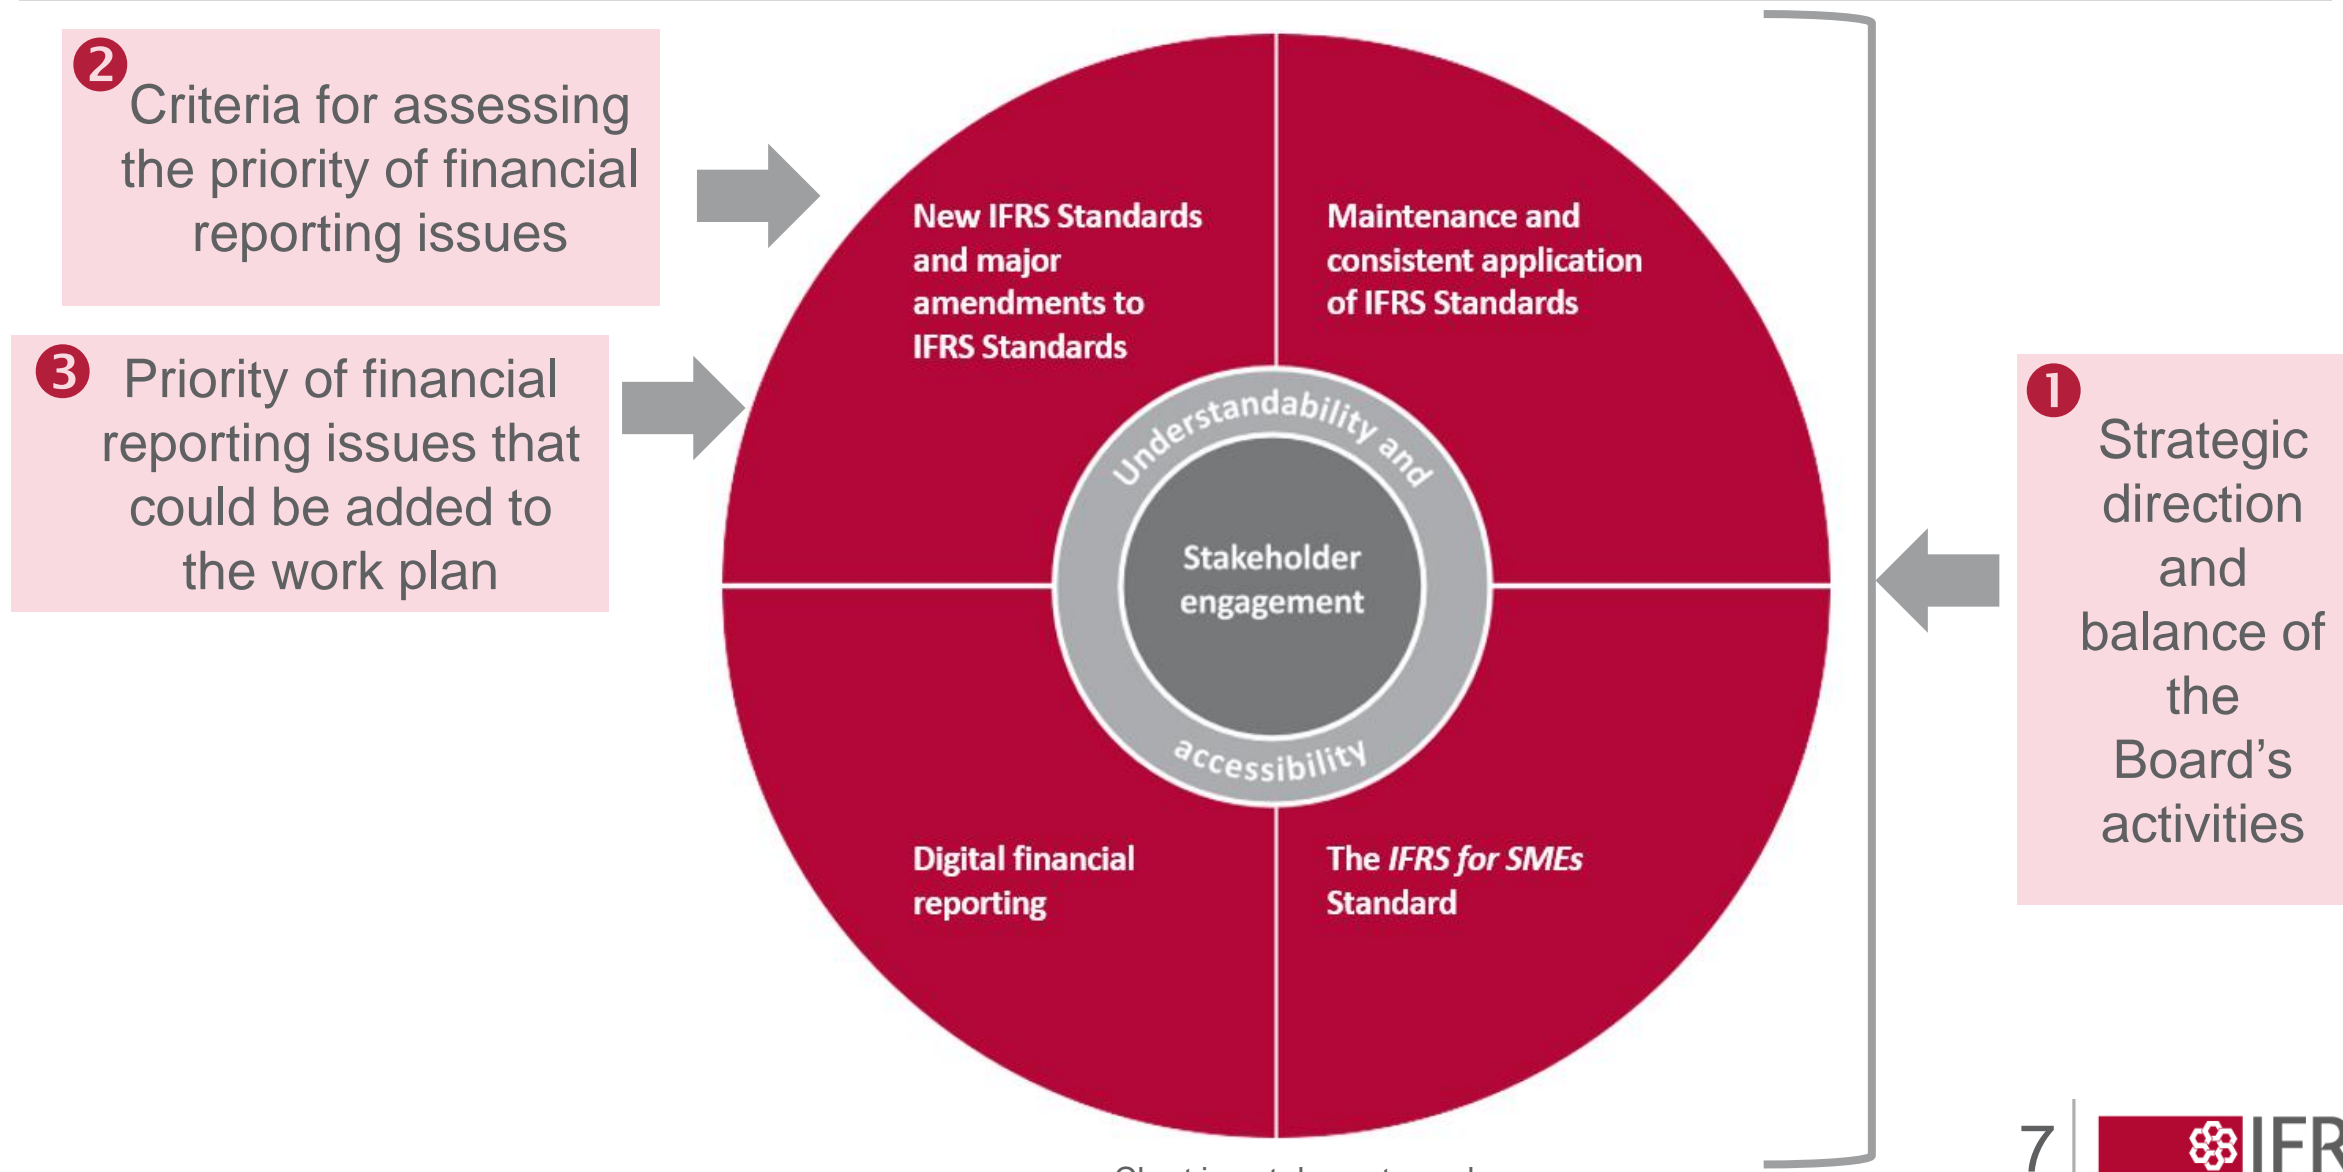 ❷
Criteria for assessing
the priority of financial
reporting issues
❸ Priority of financial
reporting issues that
could be added to
the work plan
New IFRS Standards
and major
amendments to
IFRS Standards
Maintenance and
consistent application
of IFRS Standards
Understandability and
accessibility
Stakeholder
engagement
Digital financial
reporting
The IFRS for SMEs
Standard
❶
Strategic
direction
and
balance of
the
Board’s
activities
7